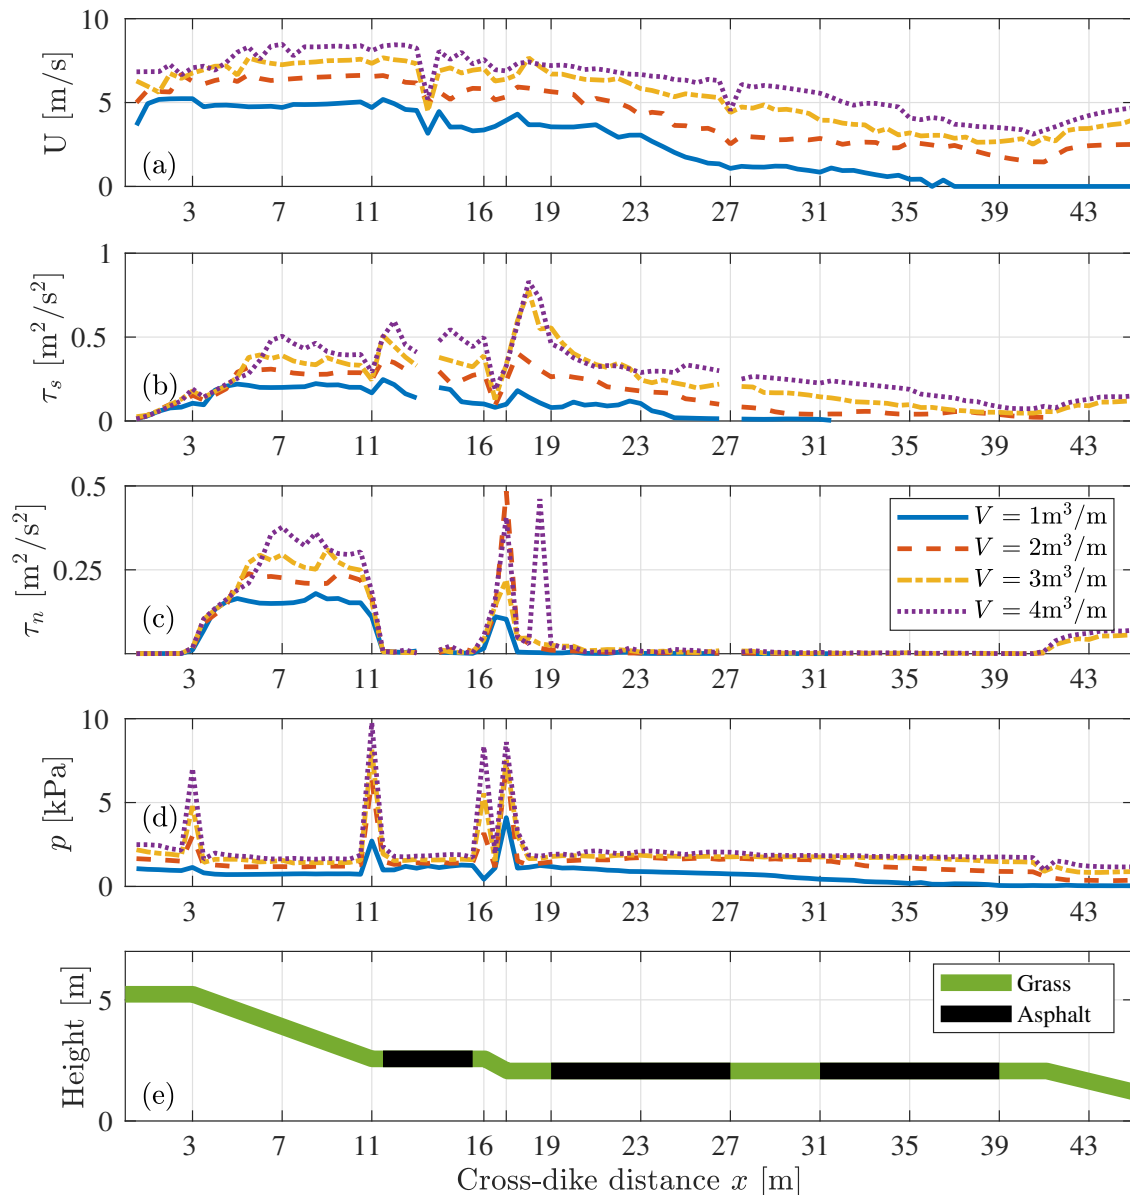 10
5
0
U [m/s]
(a)
3 7 11 16 19 23 27 31 35 39 43
1
0.5
0
τ_s [m²/s²]
(b)
3 7 11 16 19 23 27 31 35 39 43
0.5
0.25
τ_n [m²/s²]
(c)
V = 1m³/m
V = 2m³/m
V = 3m³/m
V = 4m³/m
3 7 11 16 19 23 27 31 35 39 43
10
5
0
p [kPa]
(d)
3 7 11 16 19 23 27 31 35 39 43
5
0
Height [m]
(e)
Grass
Asphalt
3 7 11 16 19 23 27 31 35 39 43
Cross-dike distance x [m]